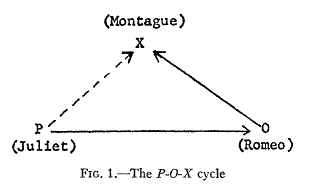 (Montague)
X
P O
(Juliet) (Romeo)
FIG. 1.—The P-O-X cycle